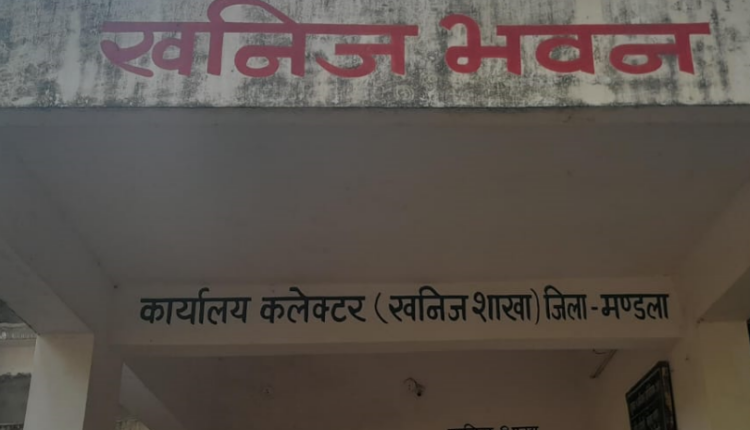 खनिज भवन
कार्यालय कलेक्टर (खनिज शाखा) जिला-मण्डला